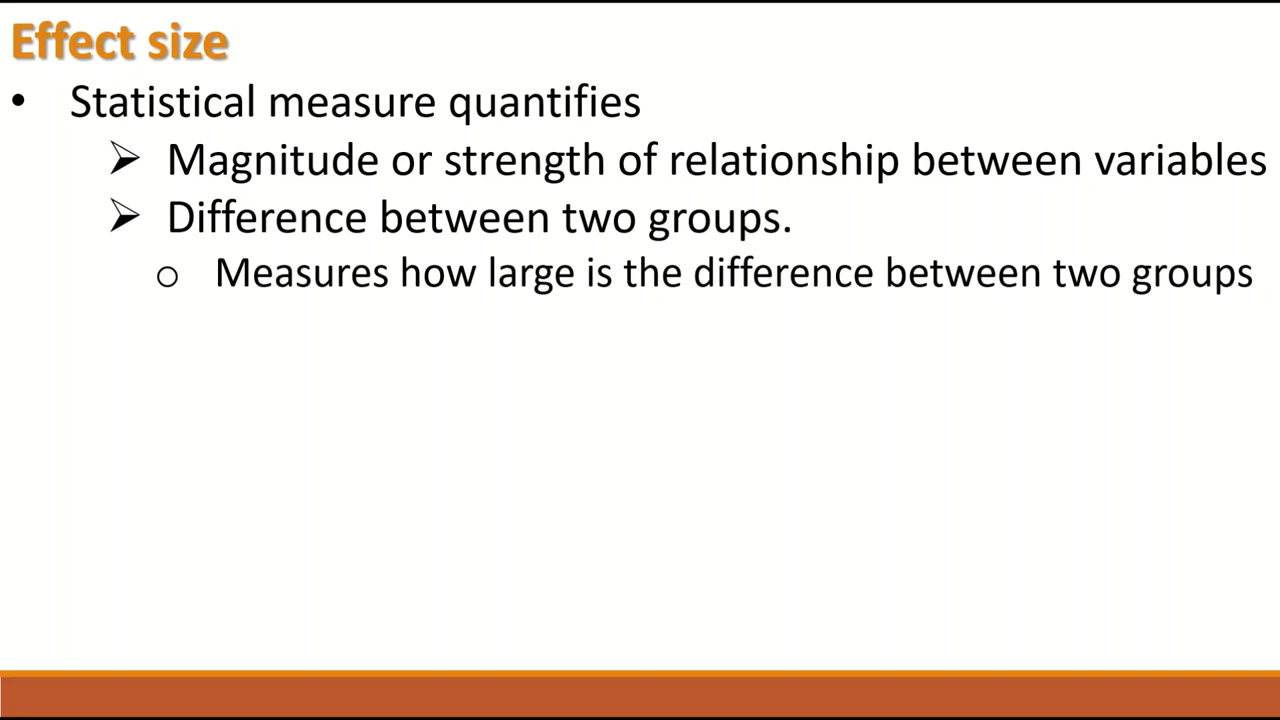 Effect size
• Statistical measure quantifies
➢ Magnitude or strength of relationship between variables
➢ Difference between two groups.
o Measures how large is the difference between two groups